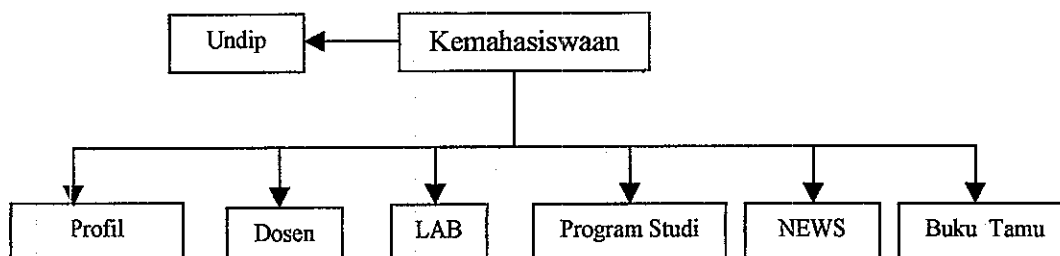 Undip
Kemahasiswaan
Profil
Dosen
LAB
Program Studi
NEWS
Buku Tamu